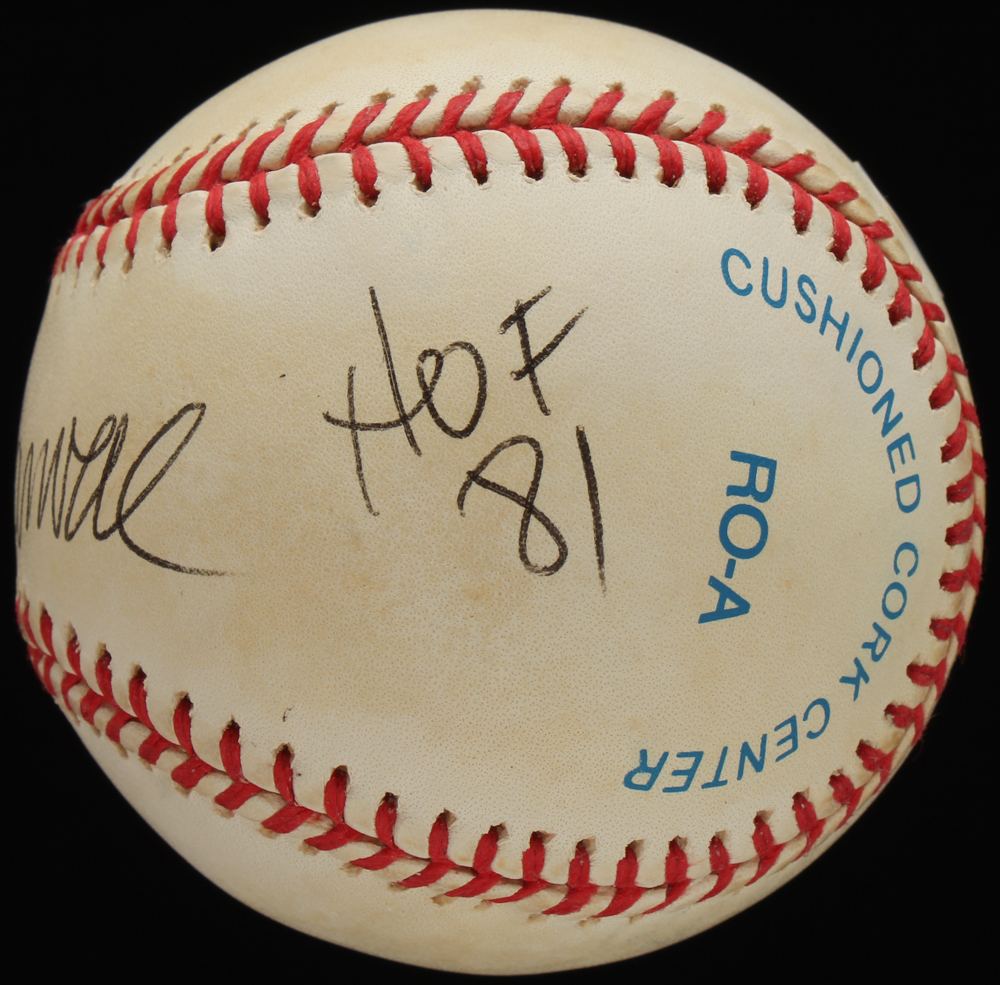 HOF
81
CUSHIONED CORK CENTER
RO-A